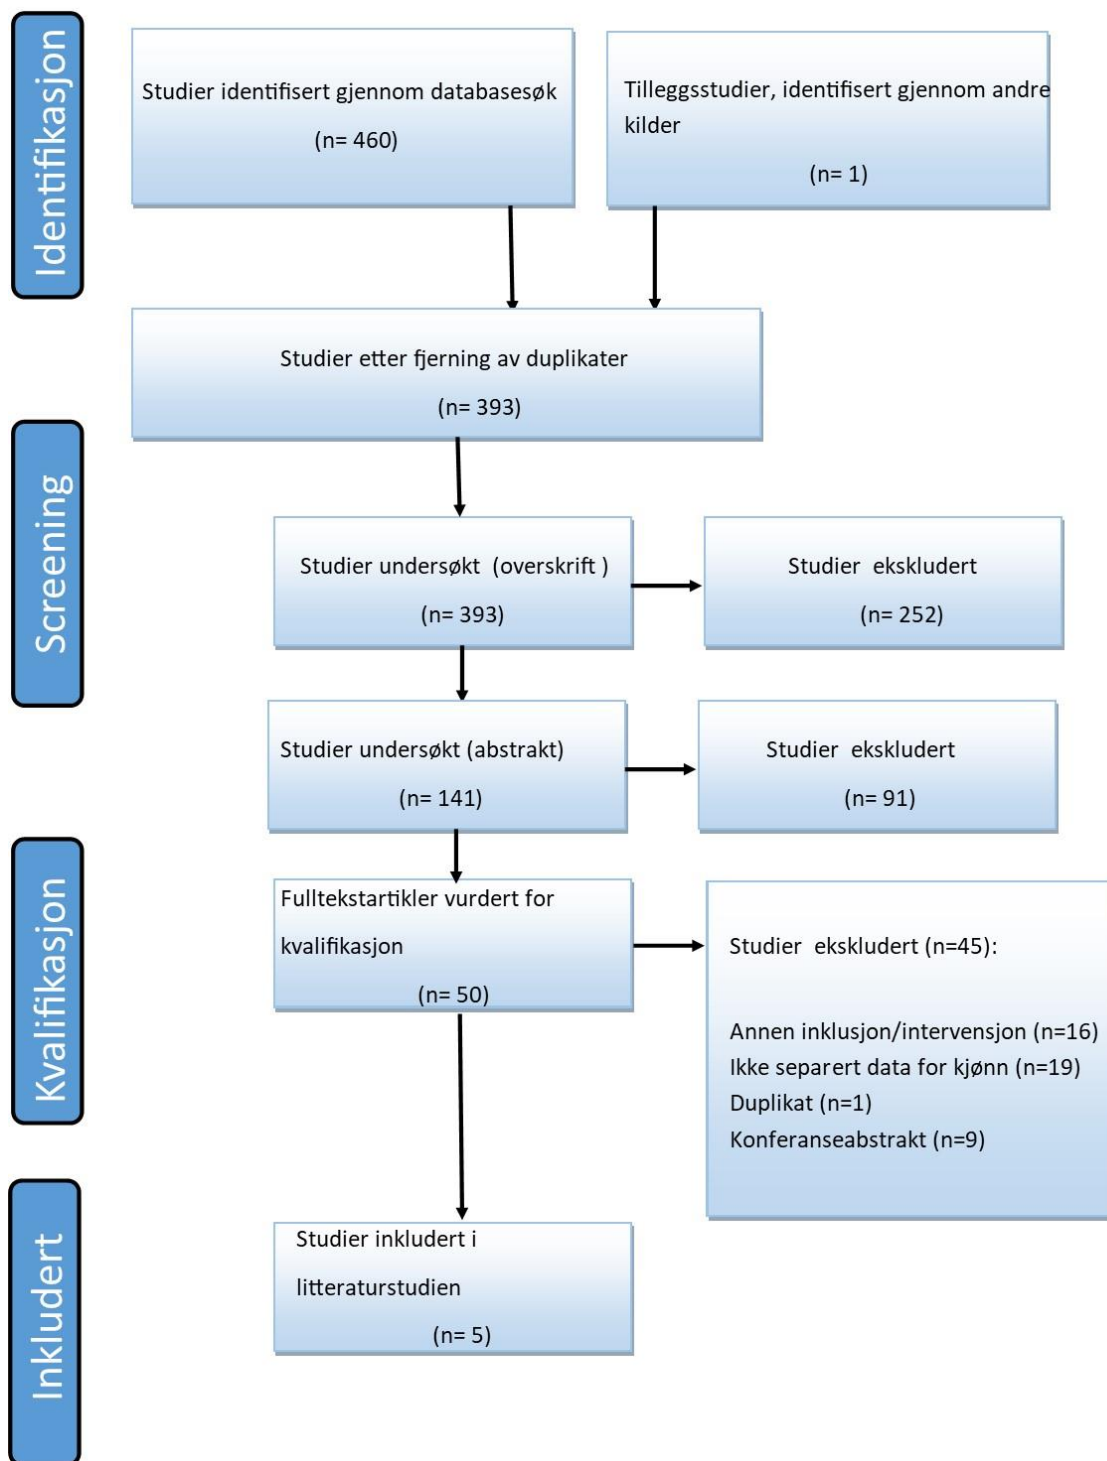 Identifikasjon
Studier identifisert gjennom databasesøk
(n= 460)
Tilleggsstudier, identifisert gjennom andre
kilder
(n= 1)
Studier etter fjerning av duplikater
(n= 393)
Screening
Studier undersøkt (overskrift )
(n= 393)
Studier ekskludert
(n= 252)
Studier undersøkt (abstrakt)
(n= 141)
Studier ekskludert
(n= 91)
Kvalifikasjon
Fulltekstartikler vurdert for
kvalifikasjon
(n= 50)
Studier ekskludert (n=45):
Annen inklusjon/intervensjon (n=16)
Ikke separert data for kjønn (n=19)
Duplikat (n=1)
Konferanseabstrakt (n=9)
Inkludert
Studier inkludert i
litteraturstudien
(n= 5)